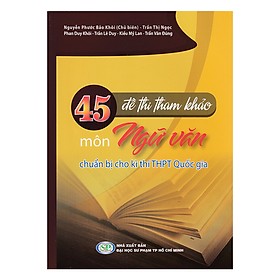 Nguyễn Phước Bảo Khôi (Chủ biên) - Trần Thị Ngọc
Phan Duy Khôi - Trần Lê Duy - Kiều Mỹ Lan - Trần Văn Đúng
45 đề thi tham khảo
môn Ngữ văn
chuẩn bị cho kì thi THPT Quốc gia
NHÀ XUẤT BẢN
ĐẠI HỌC SƯ PHẠM TP HỒ CHÍ MINH